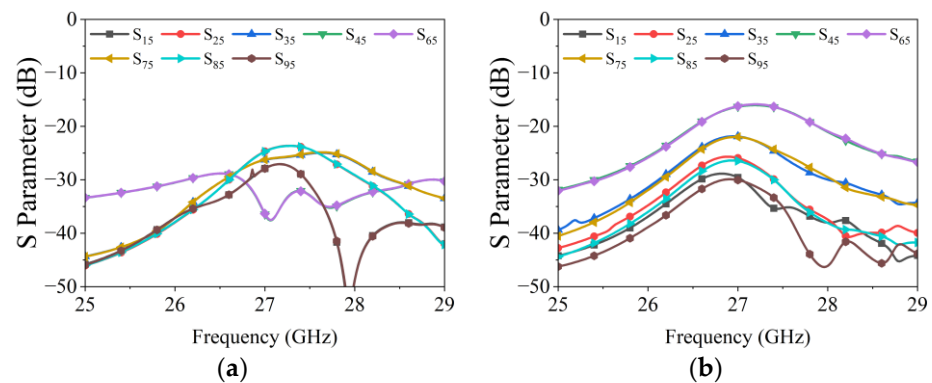 0
−10
−20
−30
−40
−50
S Parameter (dB)
S15 S25 S35 S45 S65
S75 S85 S95
25 26 27 28 29
Frequency (GHz)
(a)
0
−10
−20
−30
−40
−50
S Parameter (dB)
S15 S25 S35 S45 S65
S75 S85 S95
25 26 27 28 29
Frequency (GHz)
(b)